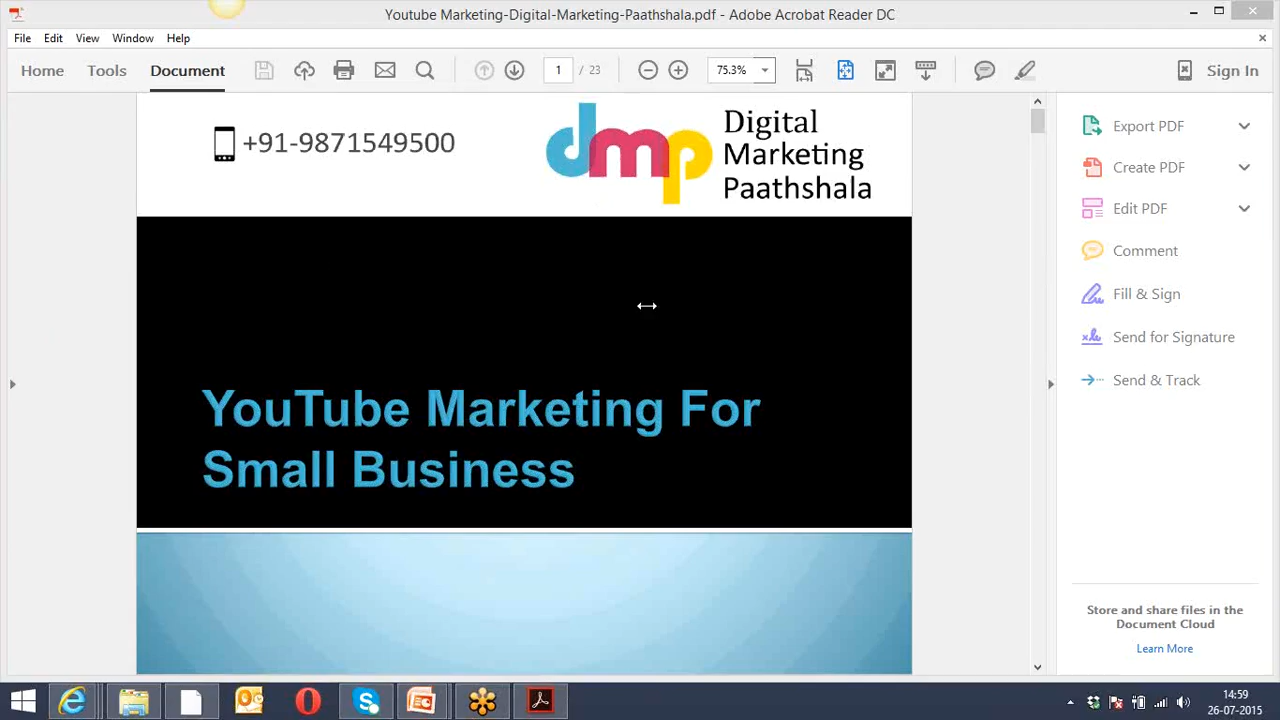 Youtube Marketing-Digital-Marketing-Paathshala.pdf - Adobe Acrobat Reader DC
File Edit View Window Help
Home Tools Document 1 / 23 75.3% Sign In
+91-9871549500
dmp
Digital
Marketing
Paathshala
YouTube Marketing For
Small Business
Export PDF
Create PDF
Edit PDF
Comment
Fill & Sign
Send for Signature
Send & Track
Store and share files in the
Document Cloud
Learn More
14:59
26-07-2015